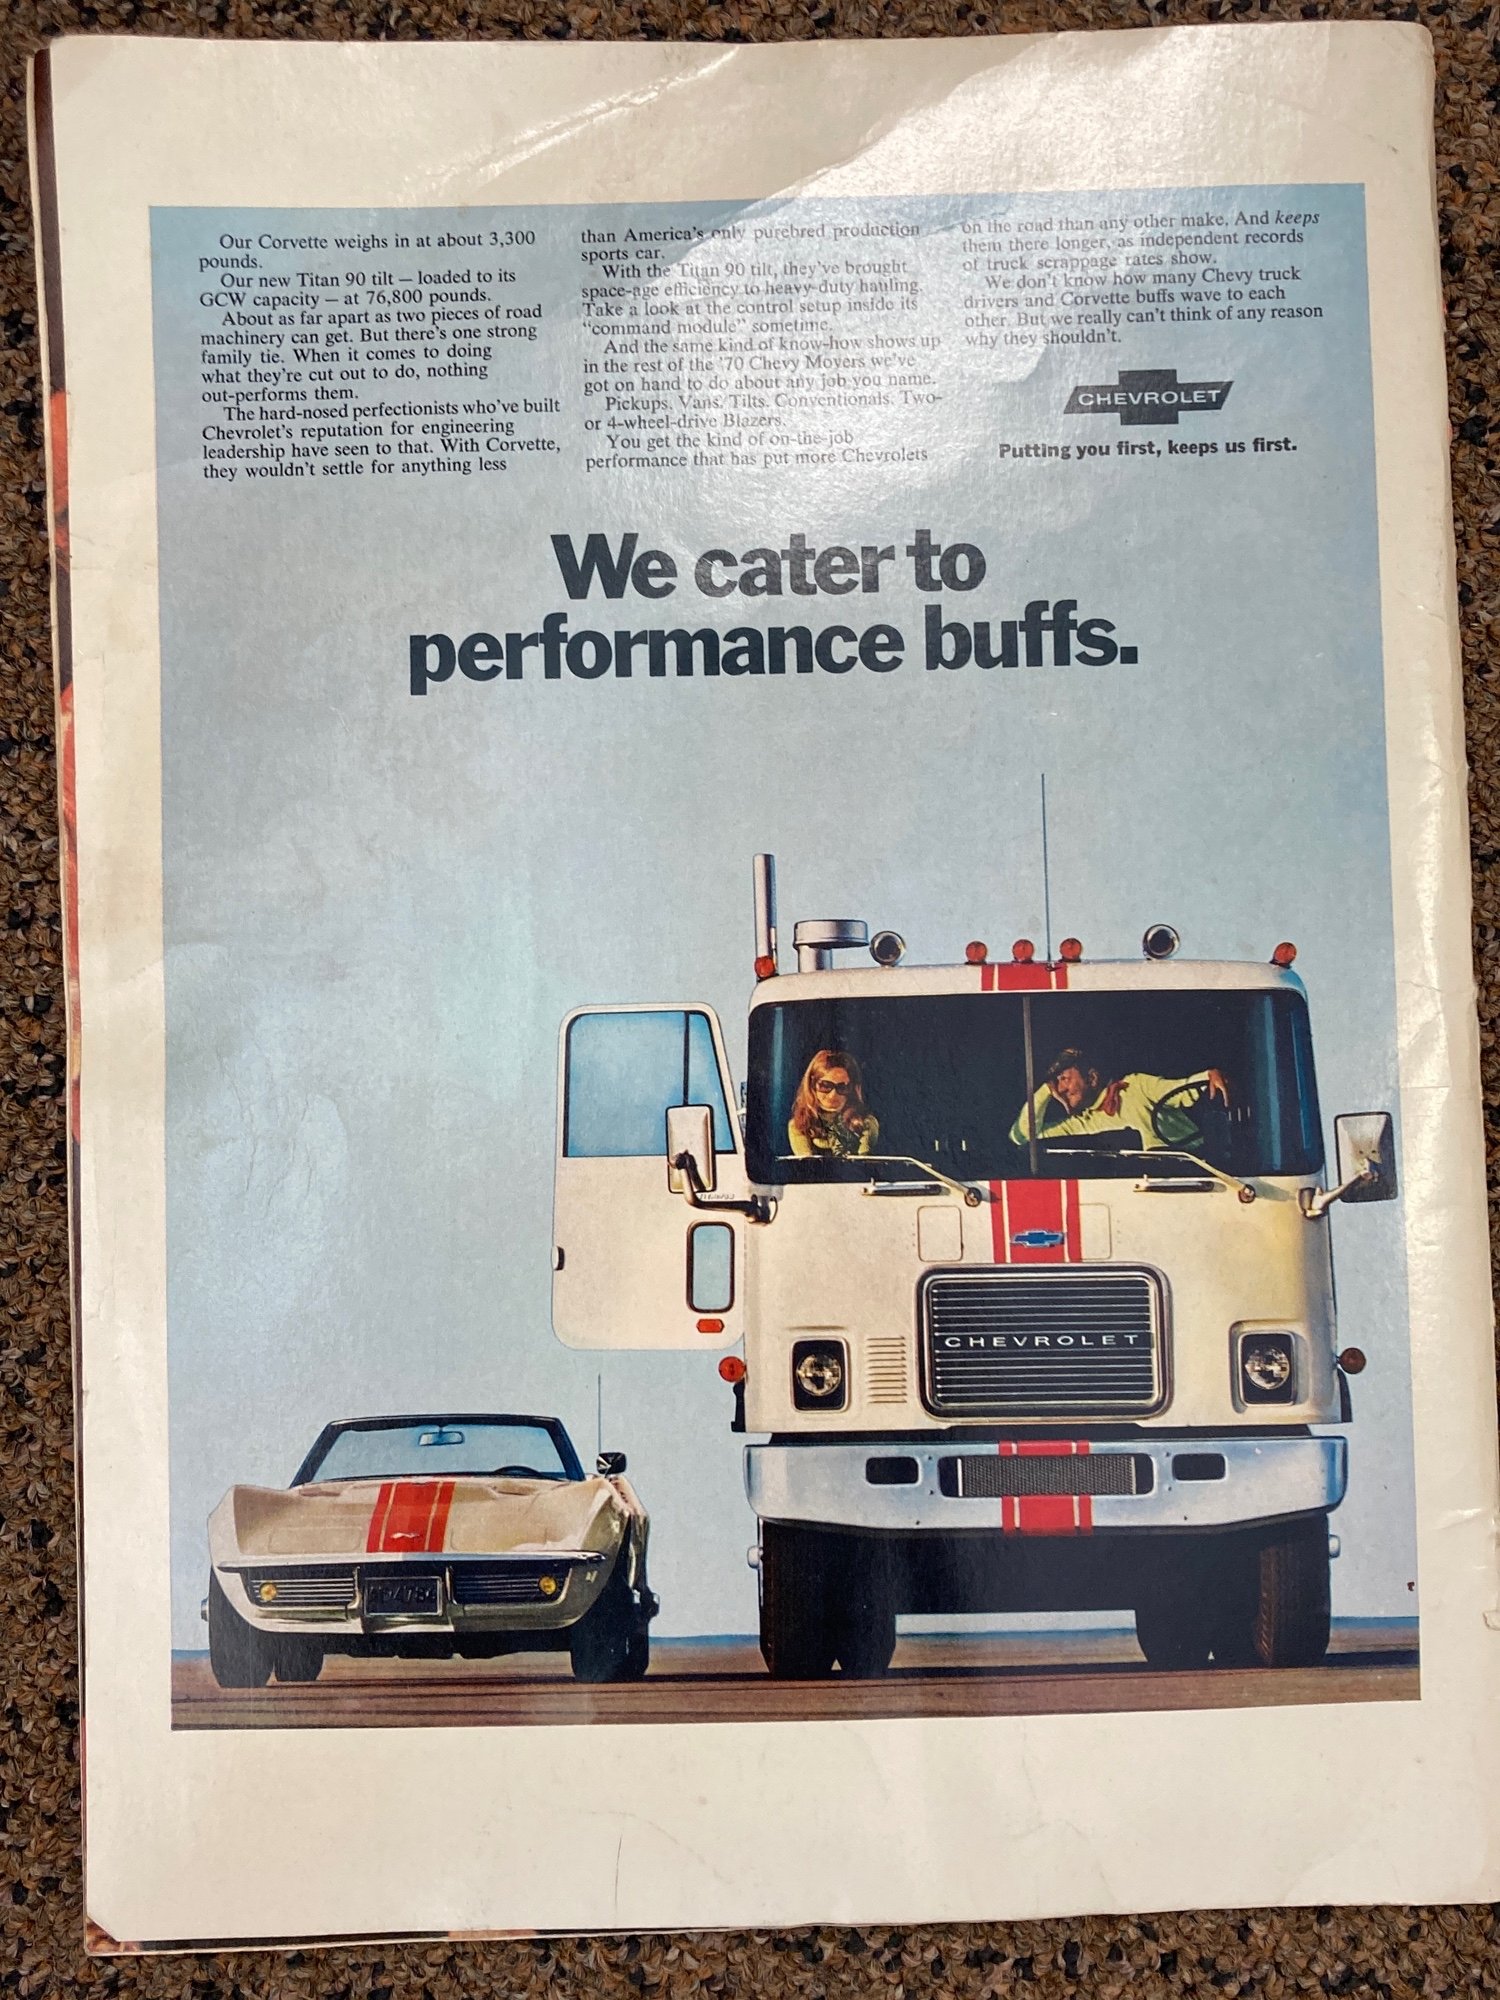 Our Corvette weighs in at about 3,300
pounds.
Our new Titan 90 tilt — loaded to its
GCW capacity — at 76,800 pounds.
About as far apart as two pieces of road
machinery can get. But there's one strong
family tie. When it comes to doing
what they're cut out to do, nothing
out-performs them.
The hard-nosed perfectionists who've built
Chevrolet's reputation for engineering
leadership have seen to that. With Corvette,
they wouldn't settle for anything less
than America's only purebred production
sports car.
With the Titan 90 tilt, they've brought
space-age efficiency to heavy-duty hauling.
Take a look at the control setup inside its
“command module” sometime.
And the same kind of know-how shows up
in the rest of the '70 Chevy Movers we've
got on hand to do about any job you name.
Pickups. Vans. Tilts. Conventionals. Two-
or 4-wheel-drive Blazers.
You get the kind of on-the-job
performance that has put more Chevrolets
on the road than any other make. And keeps
them there longer, as independent records
of truck scrappage rates show.
We don't know how many Chevy truck
drivers and Corvette buffs wave to each
other. But we really can't think of any reason
why they shouldn't.
CHEVROLET
Putting you first, keeps us first.
We cater to
performance buffs.
CHEVROLET